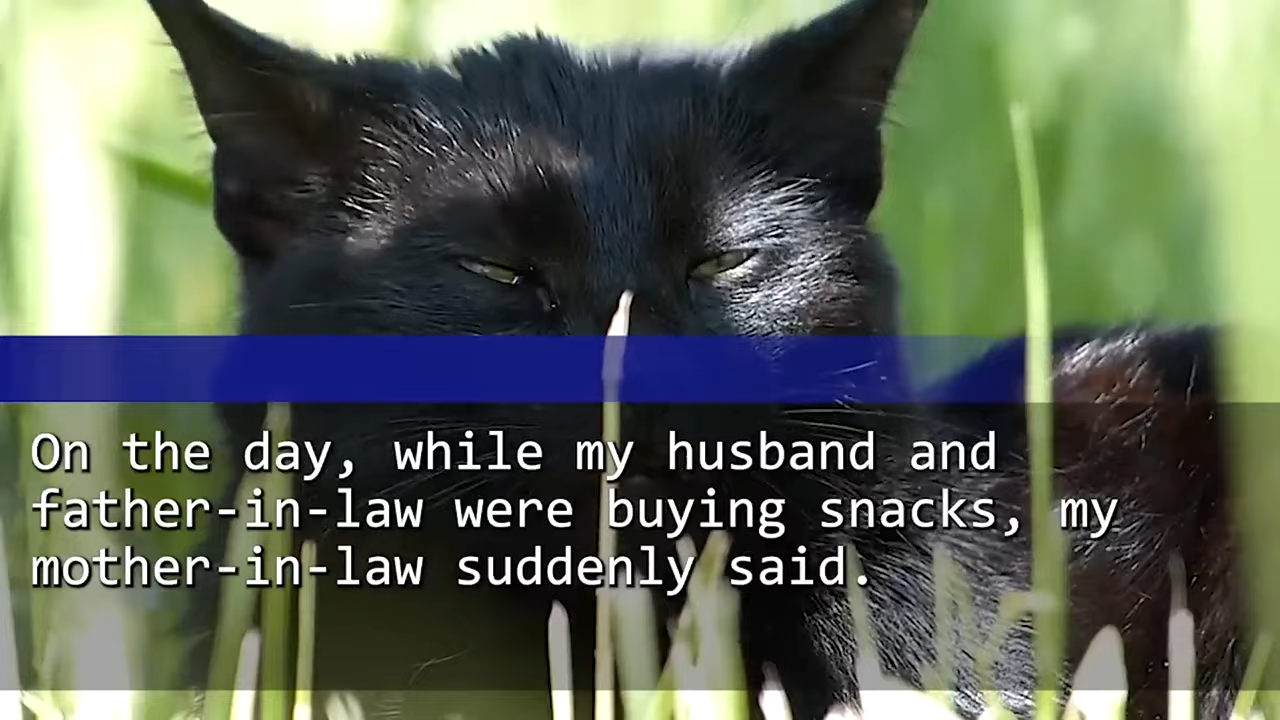 On the day, while my husband and
father-in-law were buying snacks, my
mother-in-law suddenly said.